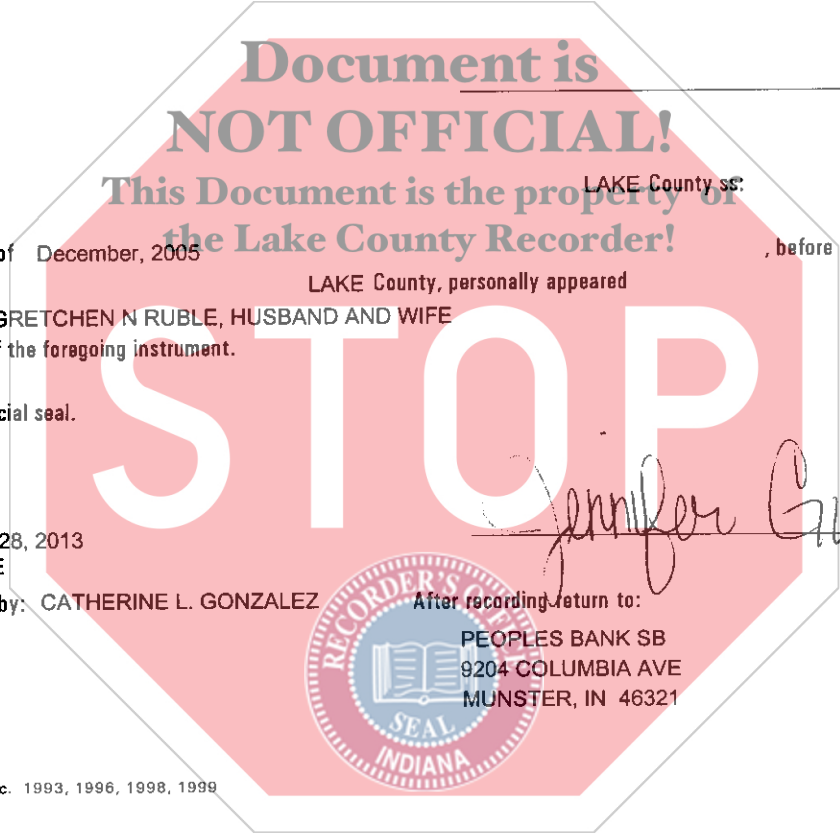 Document is
NOT OFFICIAL!
This Document is the property of
the Lake County Recorder!
LAKE County ss:
of December, 2005 , before
LAKE County, personally appeared
GRETCHEN N RUBLE, HUSBAND AND WIFE
the foregoing instrument.
cial seal.
STOP
Jennifer
28, 2013
E
by: CATHERINE L. GONZALEZ After recording return to:
PEOPLES BANK SB
9204 COLUMBIA AVE
MUNSTER, IN 46321
RECORDER'S OFFICE
SEAL
INDIANA
c. 1993, 1996, 1998, 1999